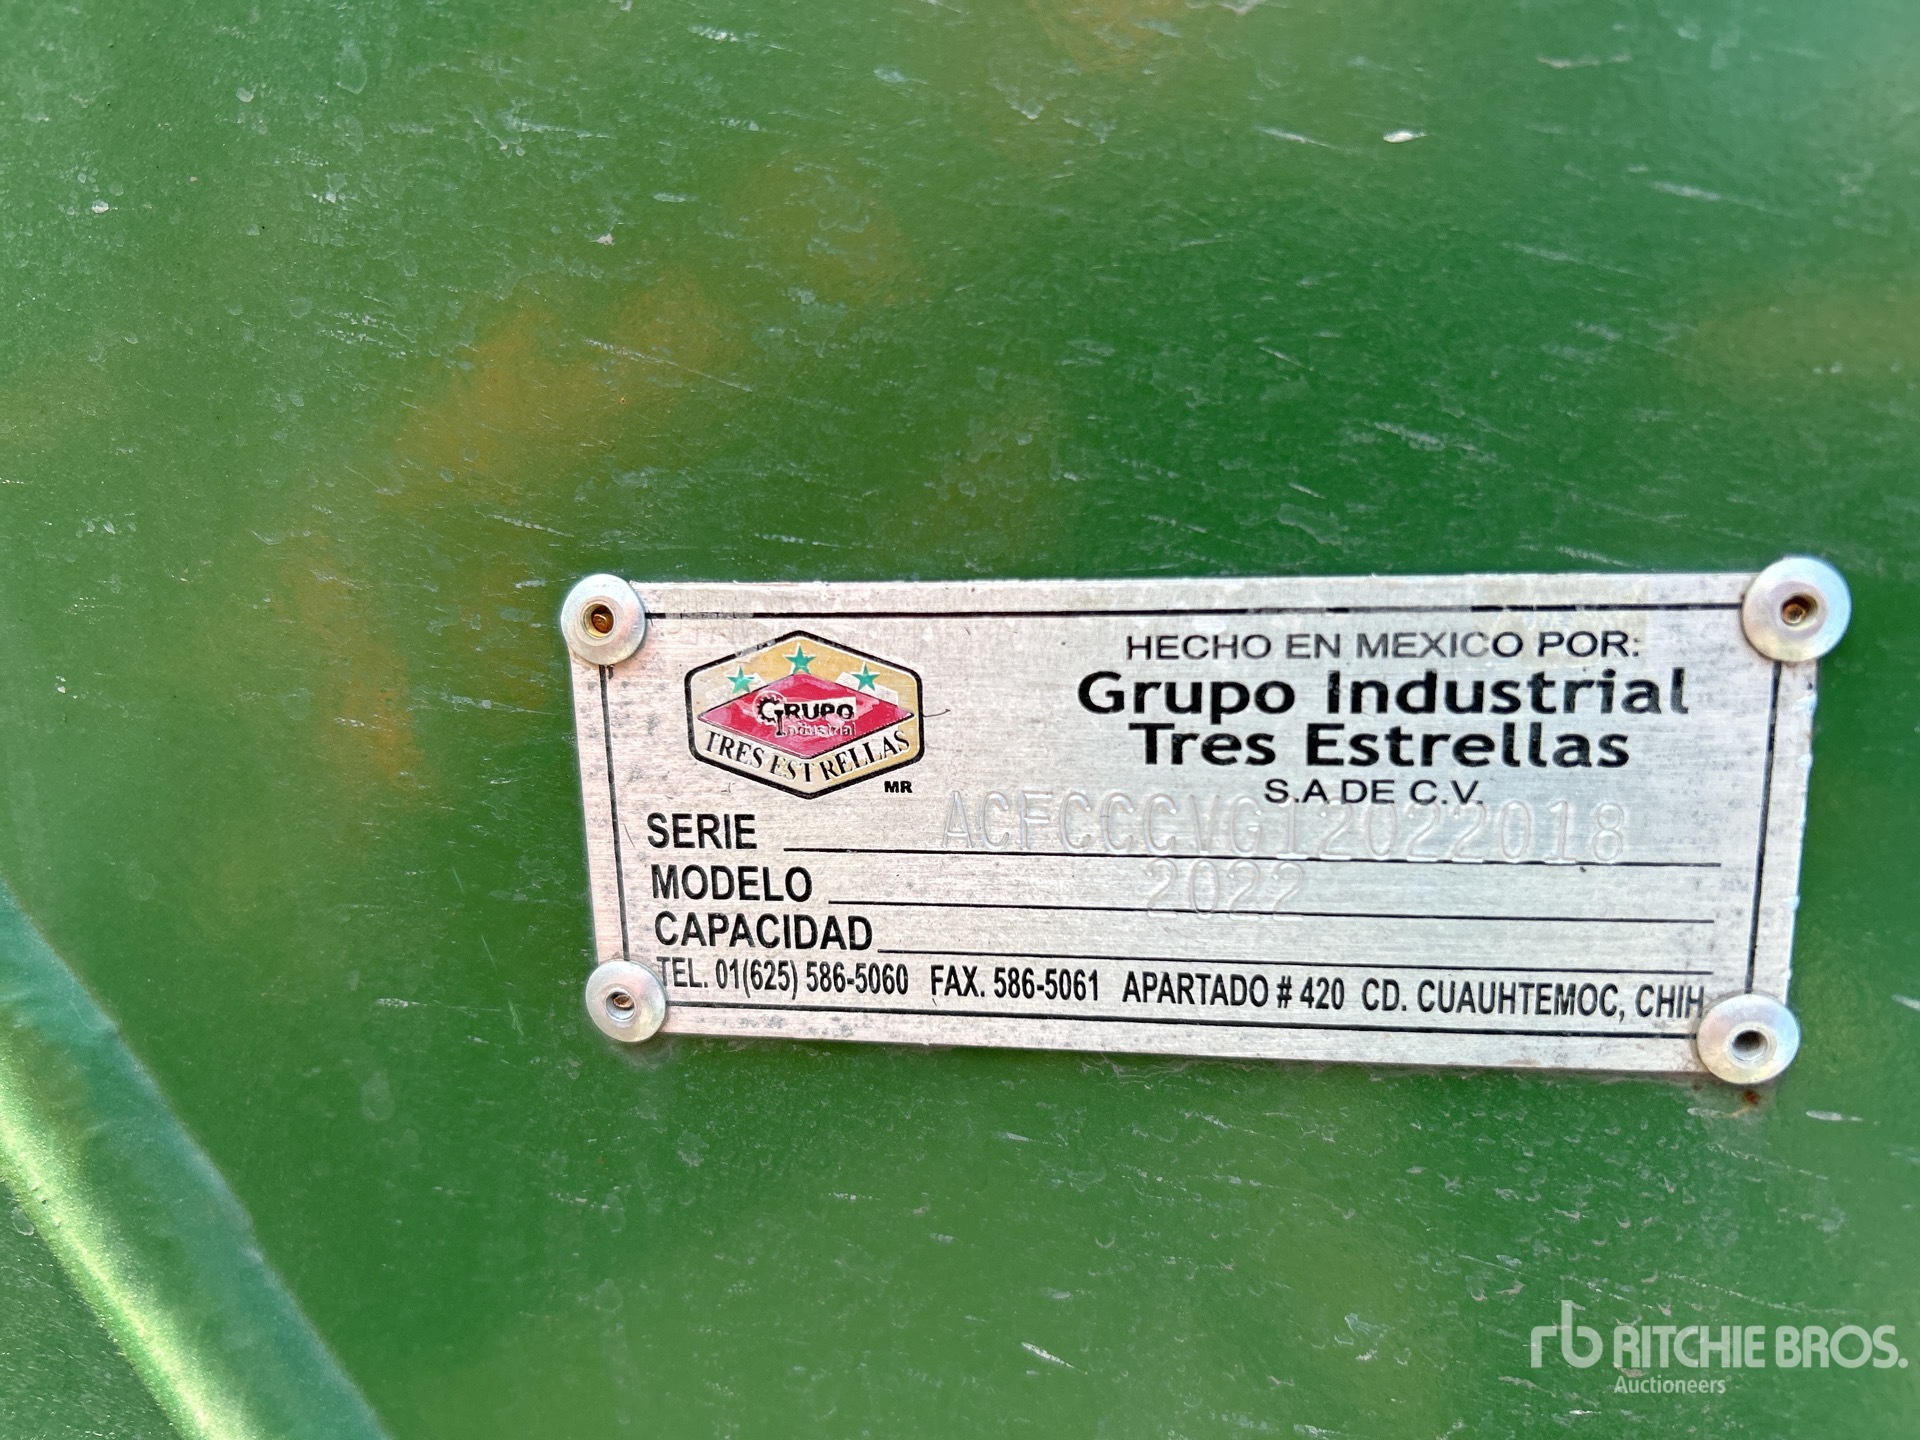 HECHO EN MEXICO POR:
Grupo Industrial
Tres Estrellas
S.A DE C.V.
GRUPO
Industrial
TRES ESTRELLAS
MR
SERIE ACFCCCVG12022018
MODELO 2022
CAPACIDAD
TEL. 01(625) 586-5060 FAX. 586-5061 APARTADO # 420 CD. CUAUHTEMOC, CHIH
rb RITCHIE BROS.
Auctioneers